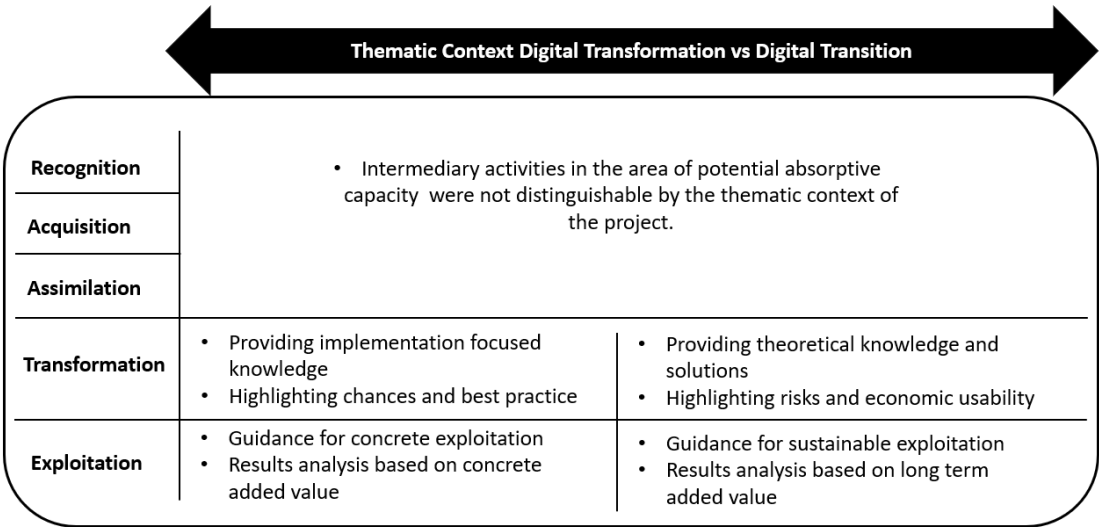 Thematic Context Digital Transformation vs Digital Transition
Recognition
• Intermediary activities in the area of potential absorptive
capacity were not distinguishable by the thematic context of
the project.
Acquisition
Assimilation
Transformation
• Providing implementation focused
knowledge
• Highlighting chances and best practice
• Providing theoretical knowledge and
solutions
• Highlighting risks and economic usability
Exploitation
• Guidance for concrete exploitation
• Results analysis based on concrete
added value
• Guidance for sustainable exploitation
• Results analysis based on long term
added value